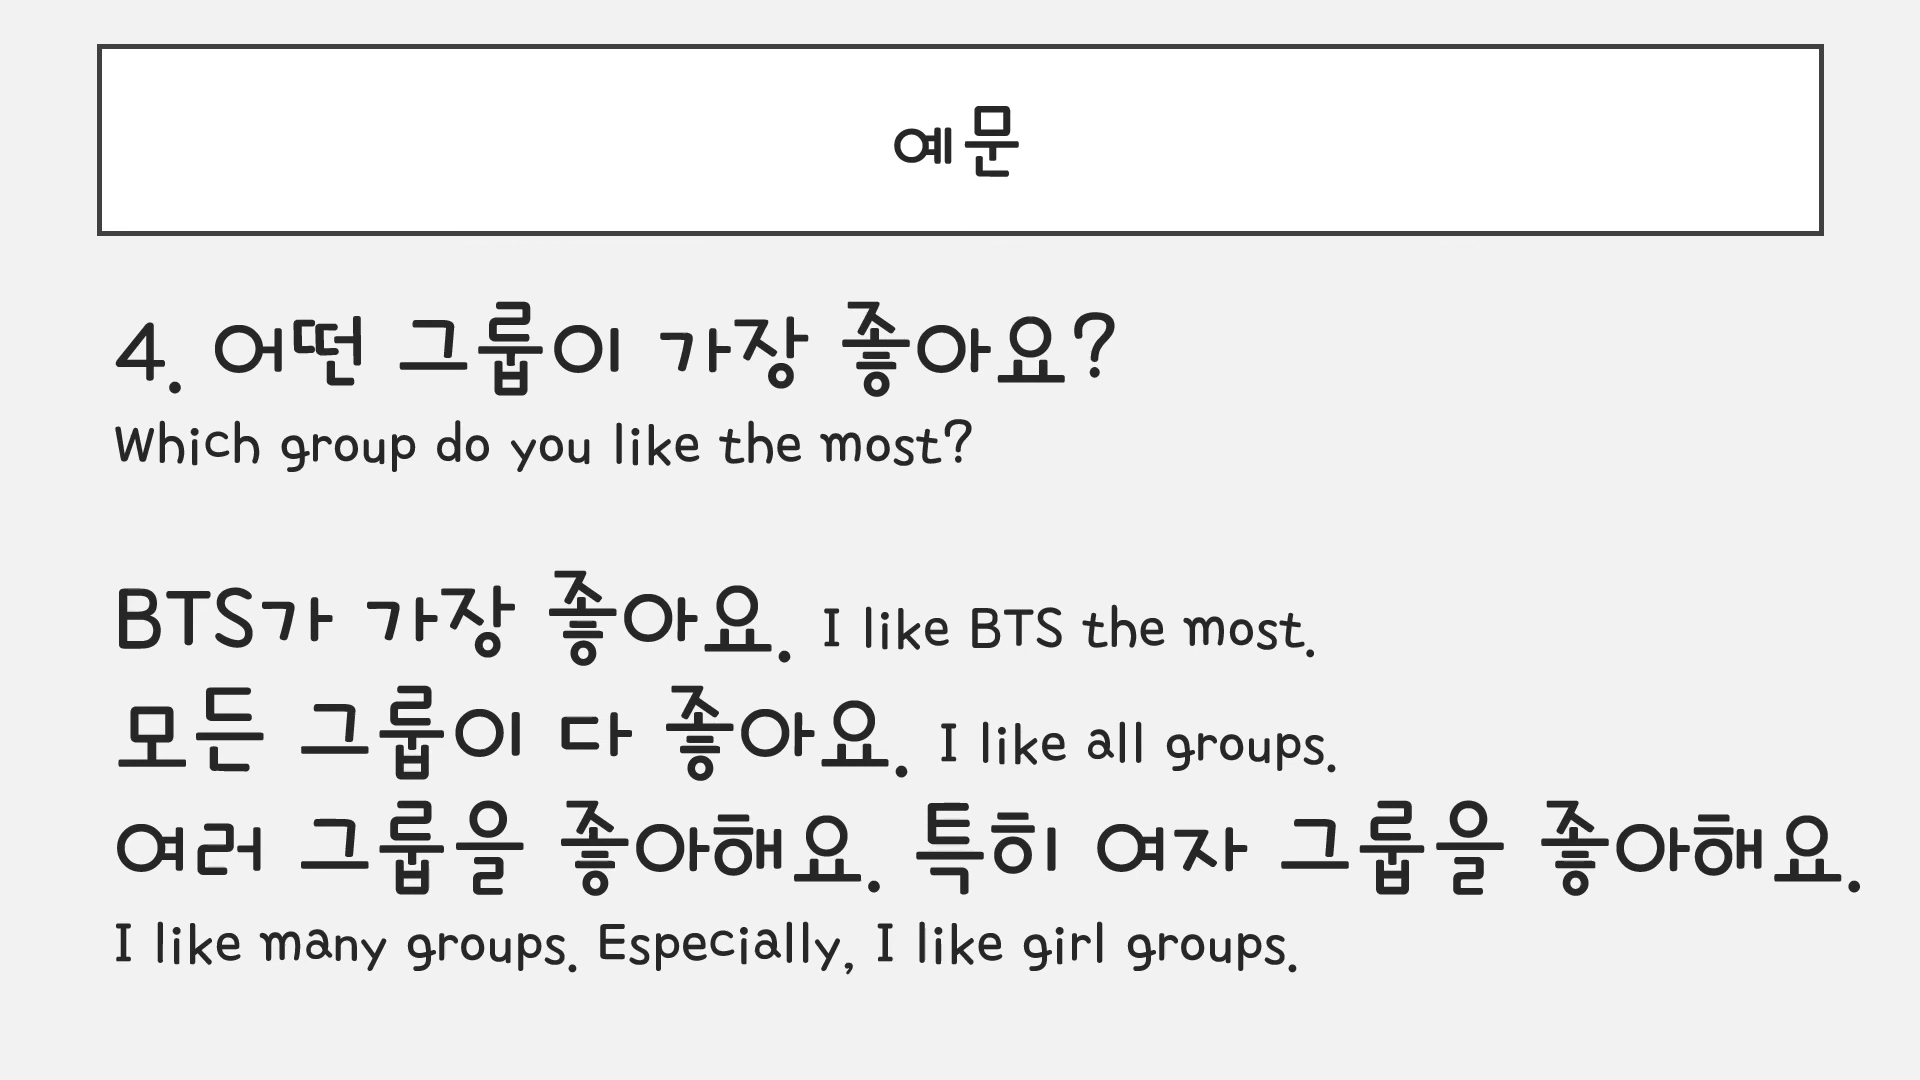 예문
4. 어떤 그룹이 가장 좋아요?
Which group do you like the most?
BTS가 가장 좋아요. I like BTS the most.
모든 그룹이 다 좋아요. I like all groups.
여러 그룹을 좋아해요. 특히 여자 그룹을 좋아해요.
I like many groups. Especially, I like girl groups.